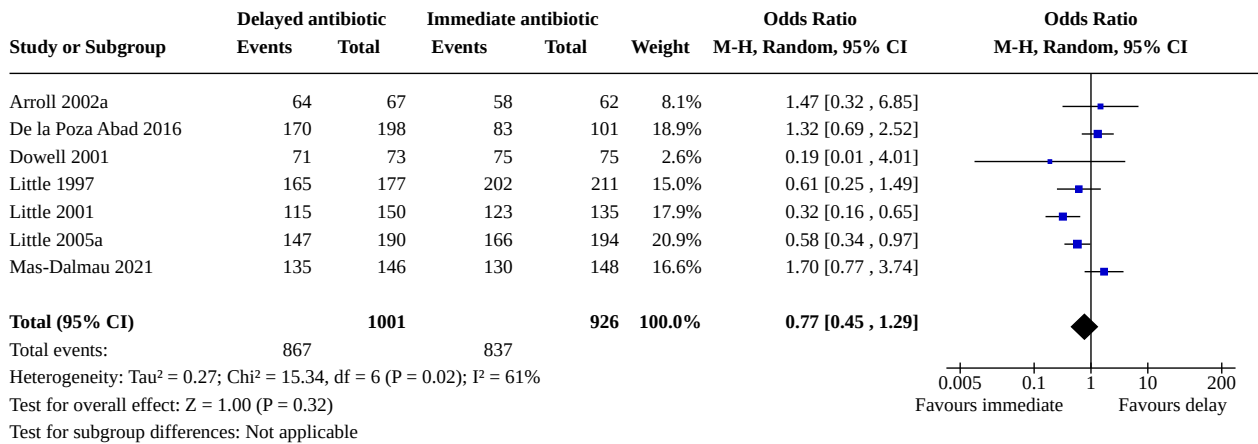 Delayed antibiotic Immediate antibiotic Odds Ratio Odds Ratio
Study or Subgroup Events Total Events Total Weight M-H, Random, 95% CI M-H, Random, 95% CI
Arroll 2002a 64 67 58 62 8.1% 1.47 [0.32 , 6.85]
De la Poza Abad 2016 170 198 83 101 18.9% 1.32 [0.69 , 2.52]
Dowell 2001 71 73 75 75 2.6% 0.19 [0.01 , 4.01]
Little 1997 165 177 202 211 15.0% 0.61 [0.25 , 1.49]
Little 2001 115 150 123 135 17.9% 0.32 [0.16 , 0.65]
Little 2005a 147 190 166 194 20.9% 0.58 [0.34 , 0.97]
Mas-Dalmau 2021 135 146 130 148 16.6% 1.70 [0.77 , 3.74]
Total (95% CI) 1001 926 100.0% 0.77 [0.45 , 1.29]
Total events: 867 837
Heterogeneity: Tau² = 0.27; Chi² = 15.34, df = 6 (P = 0.02); I² = 61%
0.005 0.1 1 10 200
Test for overall effect: Z = 1.00 (P = 0.32) Favours immediate Favours delay
Test for subgroup differences: Not applicable